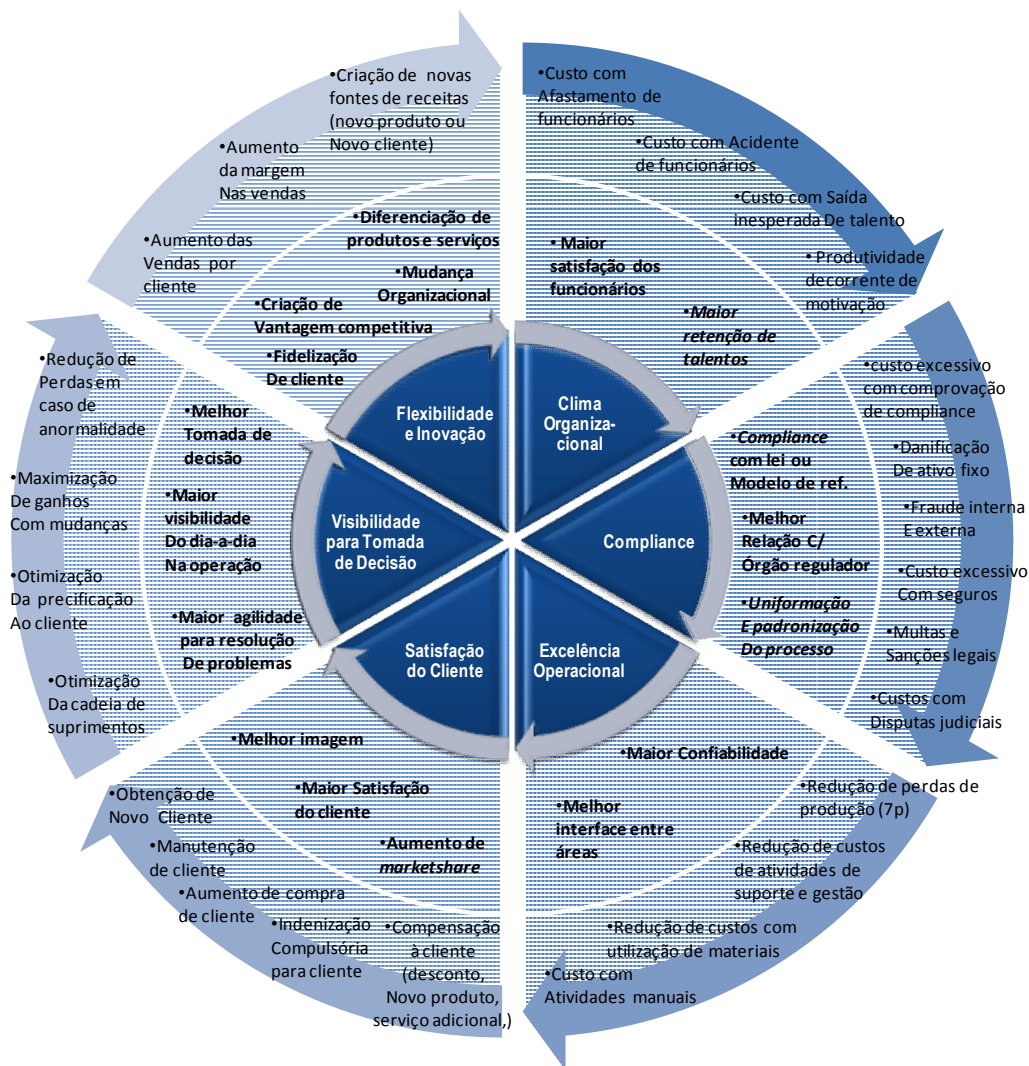 •Criação de novas
fontes de receitas
(novo produto ou
Novo cliente)
•Aumento
da margem
Nas vendas
•Aumento das
Vendas por
cliente
•Diferenciação de
produtos e serviços
•Mudança
Organizacional
•Criação de
Vantagem competitiva
•Fidelização
De cliente
Flexibilidade
e Inovação
•Custo com
Afastamento de
funcionários
•Custo com Acidente
de funcionários
•Custo com Saída
inesperada De talento
• Produtividade
decorrente de
motivação
• Maior
satisfação dos
funcionários
•Maior
retenção de
talentos
Clima
Organiza-
cional
•custo excessivo
com comprovação
de compliance
•Danificação
De ativo fixo
•Fraude interna
E externa
•Custo excessivo
Com seguros
•Multas e
Sanções legais
•Custos com
Disputas judiciais
•Compliance
com lei ou
Modelo de ref.
•Melhor
Relação C/
Órgão regulador
•Uniformação
E padronização
Do processo
Compliance
•Redução de perdas de
produção (7p)
•Redução de custos
de atividades de
suporte e gestão
•Redução de custos com
utilização de materiais
•Custo com
Atividades manuais
•Maior Confiabilidade
•Melhor
interface entre
áreas
Excelência
Operacional
•Melhor imagem
•Maior Satisfação
do cliente
•Aumento de
marketshare
Satisfação
do Cliente
•Obtenção de
Novo Cliente
•Manutenção
de cliente
•Aumento de compra
de cliente
•Indenização
Compulsória
para cliente
•Compensação
à cliente
(desconto,
Novo produto,
serviço adicional,)
•Redução de
Perdas em
caso de
anormalidade
•Maximização
De ganhos
Com mudanças
•Otimização
Da precificação
Ao cliente
•Otimização
Da cadeia de
suprimentos
•Melhor
Tomada de
decisão
•Maior
visibilidade
Do dia-a-dia
Na operação
•Maior agilidade
para resolução
De problemas
Visibilidade
para Tomada
de Decisão